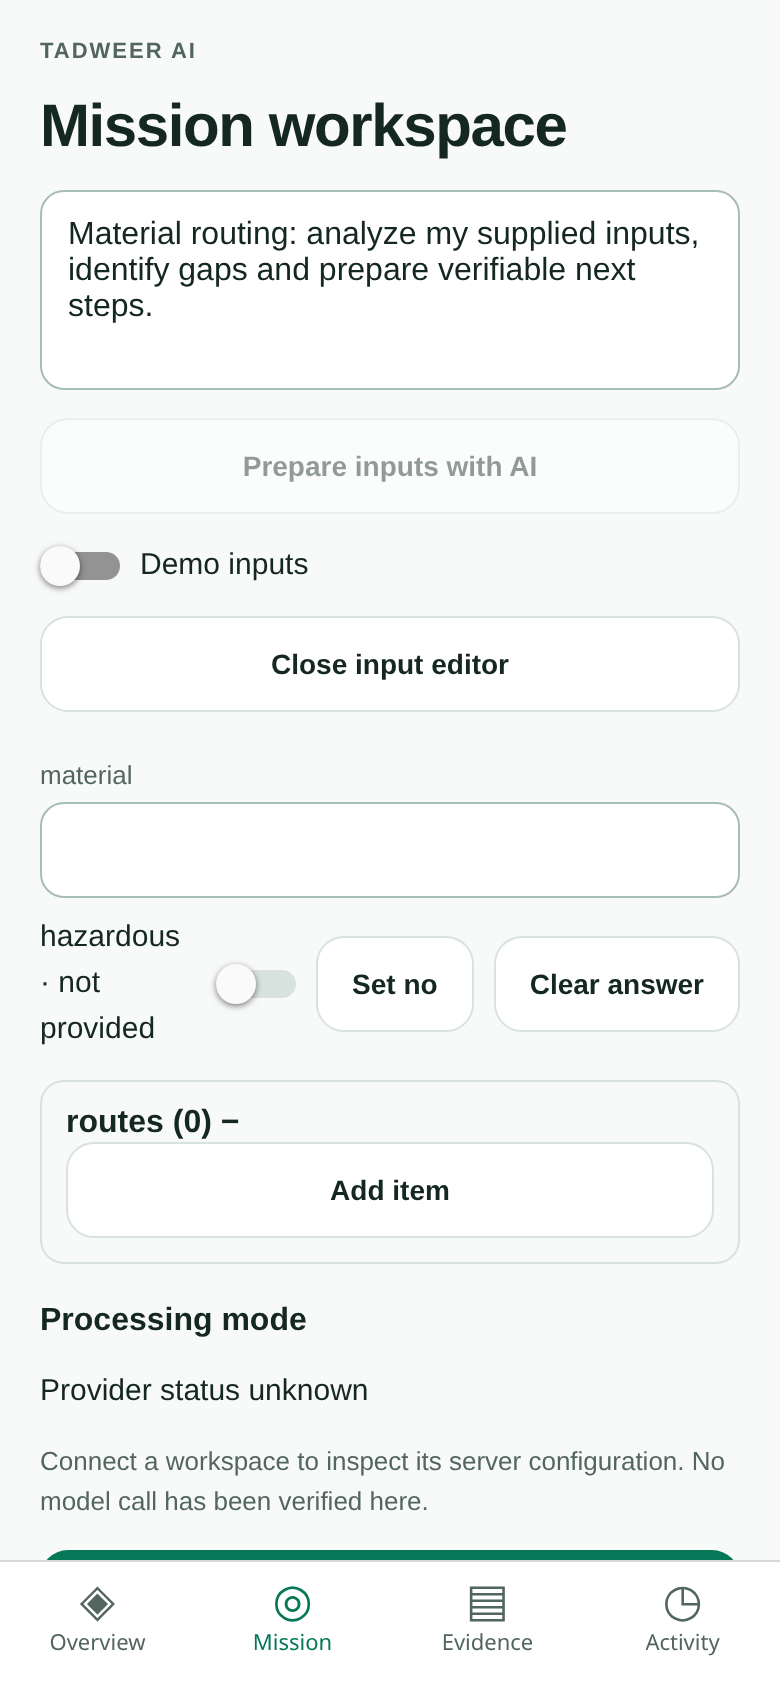 TADWEER AI
Mission workspace
Material routing: analyze my supplied inputs,
identify gaps and prepare verifiable next
steps.
Prepare inputs with AI
Demo inputs
Close input editor
material
hazardous
· not
provided
Set no
Clear answer
routes (0) −
Add item
Processing mode
Provider status unknown
Connect a workspace to inspect its server configuration. No
model call has been verified here.
Overview
Mission
Evidence
Activity